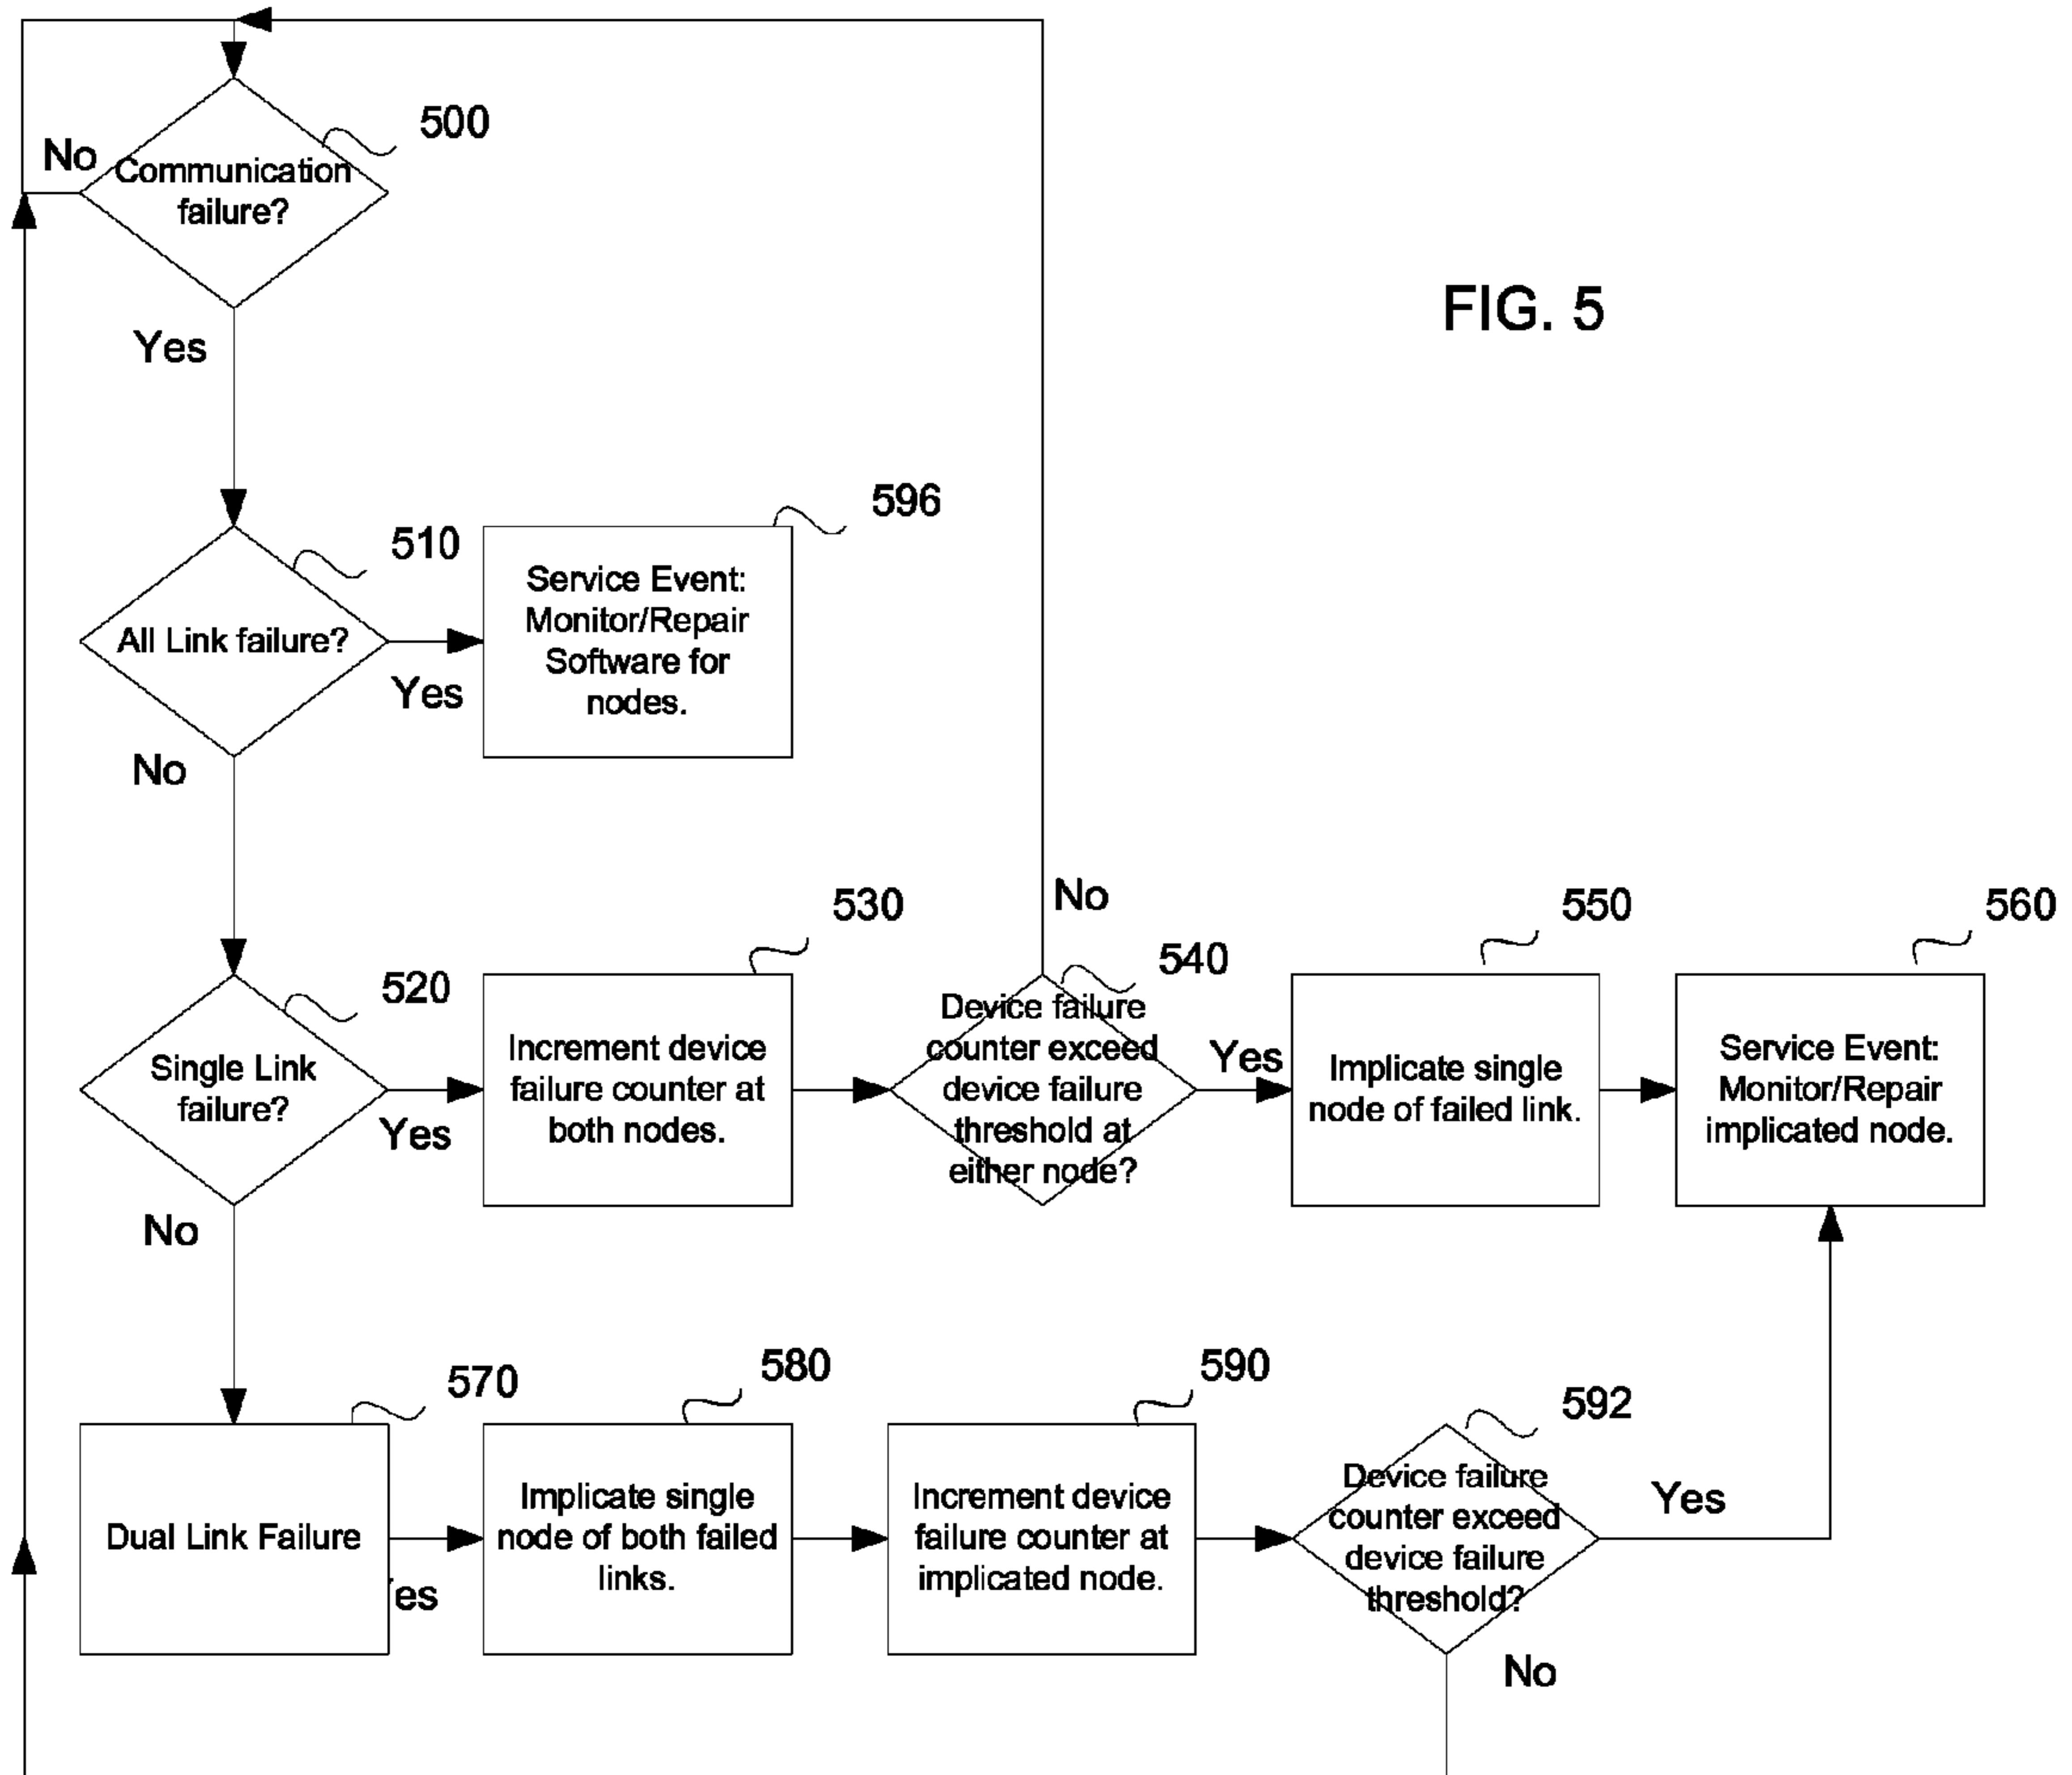 500
No
Communication
failure?
FIG. 5
Yes
596
510
Service Event:
Monitor/Repair
Software for
nodes.
All Link failure?
Yes
No
530
No
550
560
540
520
Device failure
counter exceed
device failure
threshold at
either node?
Increment device
failure counter at
both nodes.
Single Link
failure?
Yes
Yes
Implicate single
node of failed link.
Service Event:
Monitor/Repair
implicated node.
No
570
580
590
592
Dual Link Failure
Yes
Implicate single
node of both failed
links.
Increment device
failure counter at
implicated node.
Device failure
counter exceed
device failure
threshold?
Yes
No